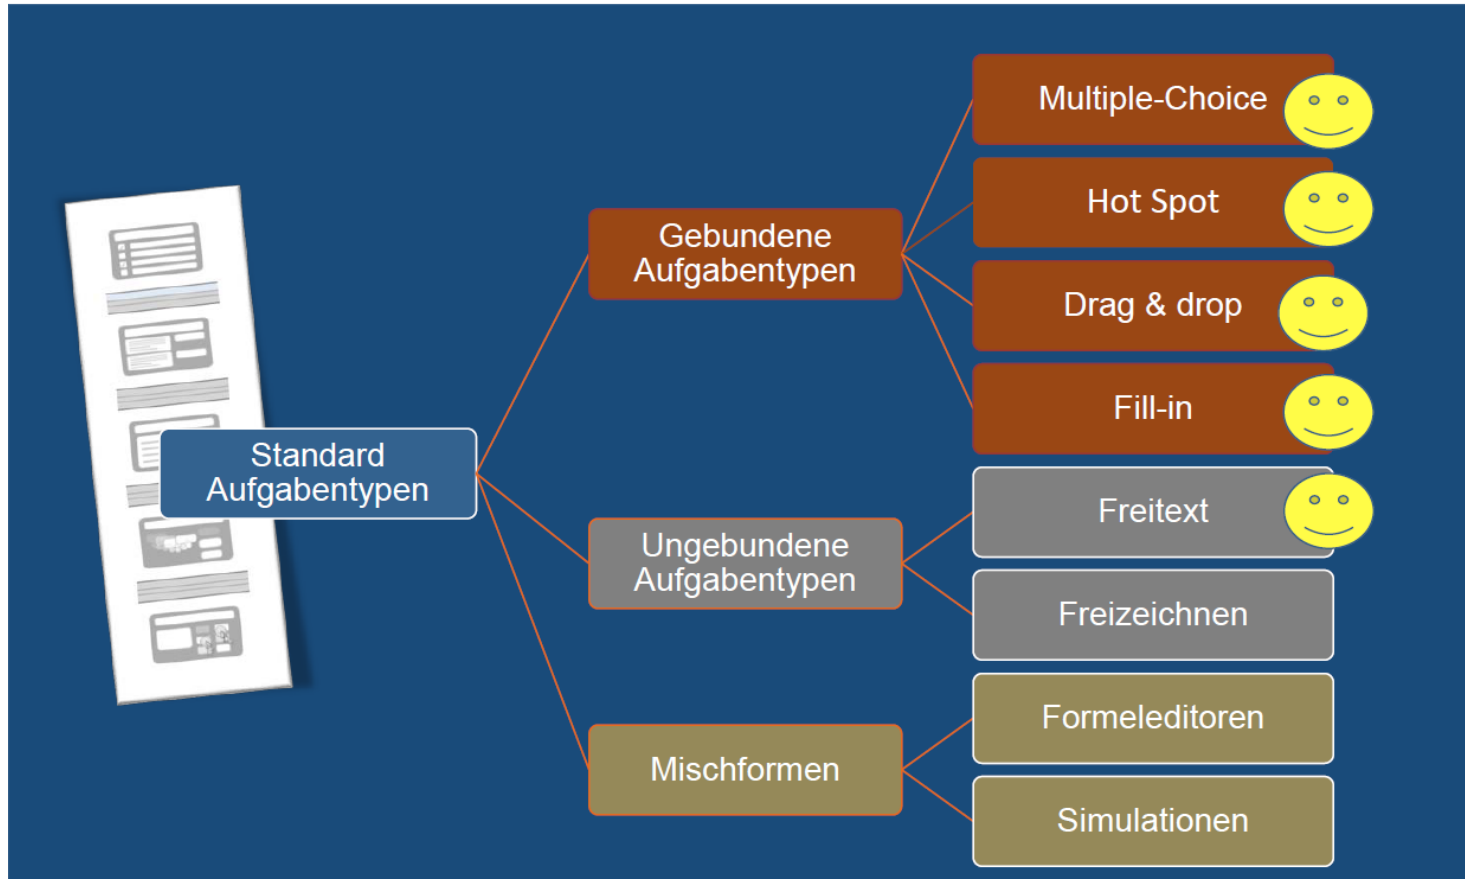 Standard
Aufgabentypen
Gebundene
Aufgabentypen
Multiple-Choice
Hot Spot
Drag & drop
Fill-in
Ungebundene
Aufgabentypen
Freitext
Freizeichnen
Mischformen
Formeleditoren
Simulationen